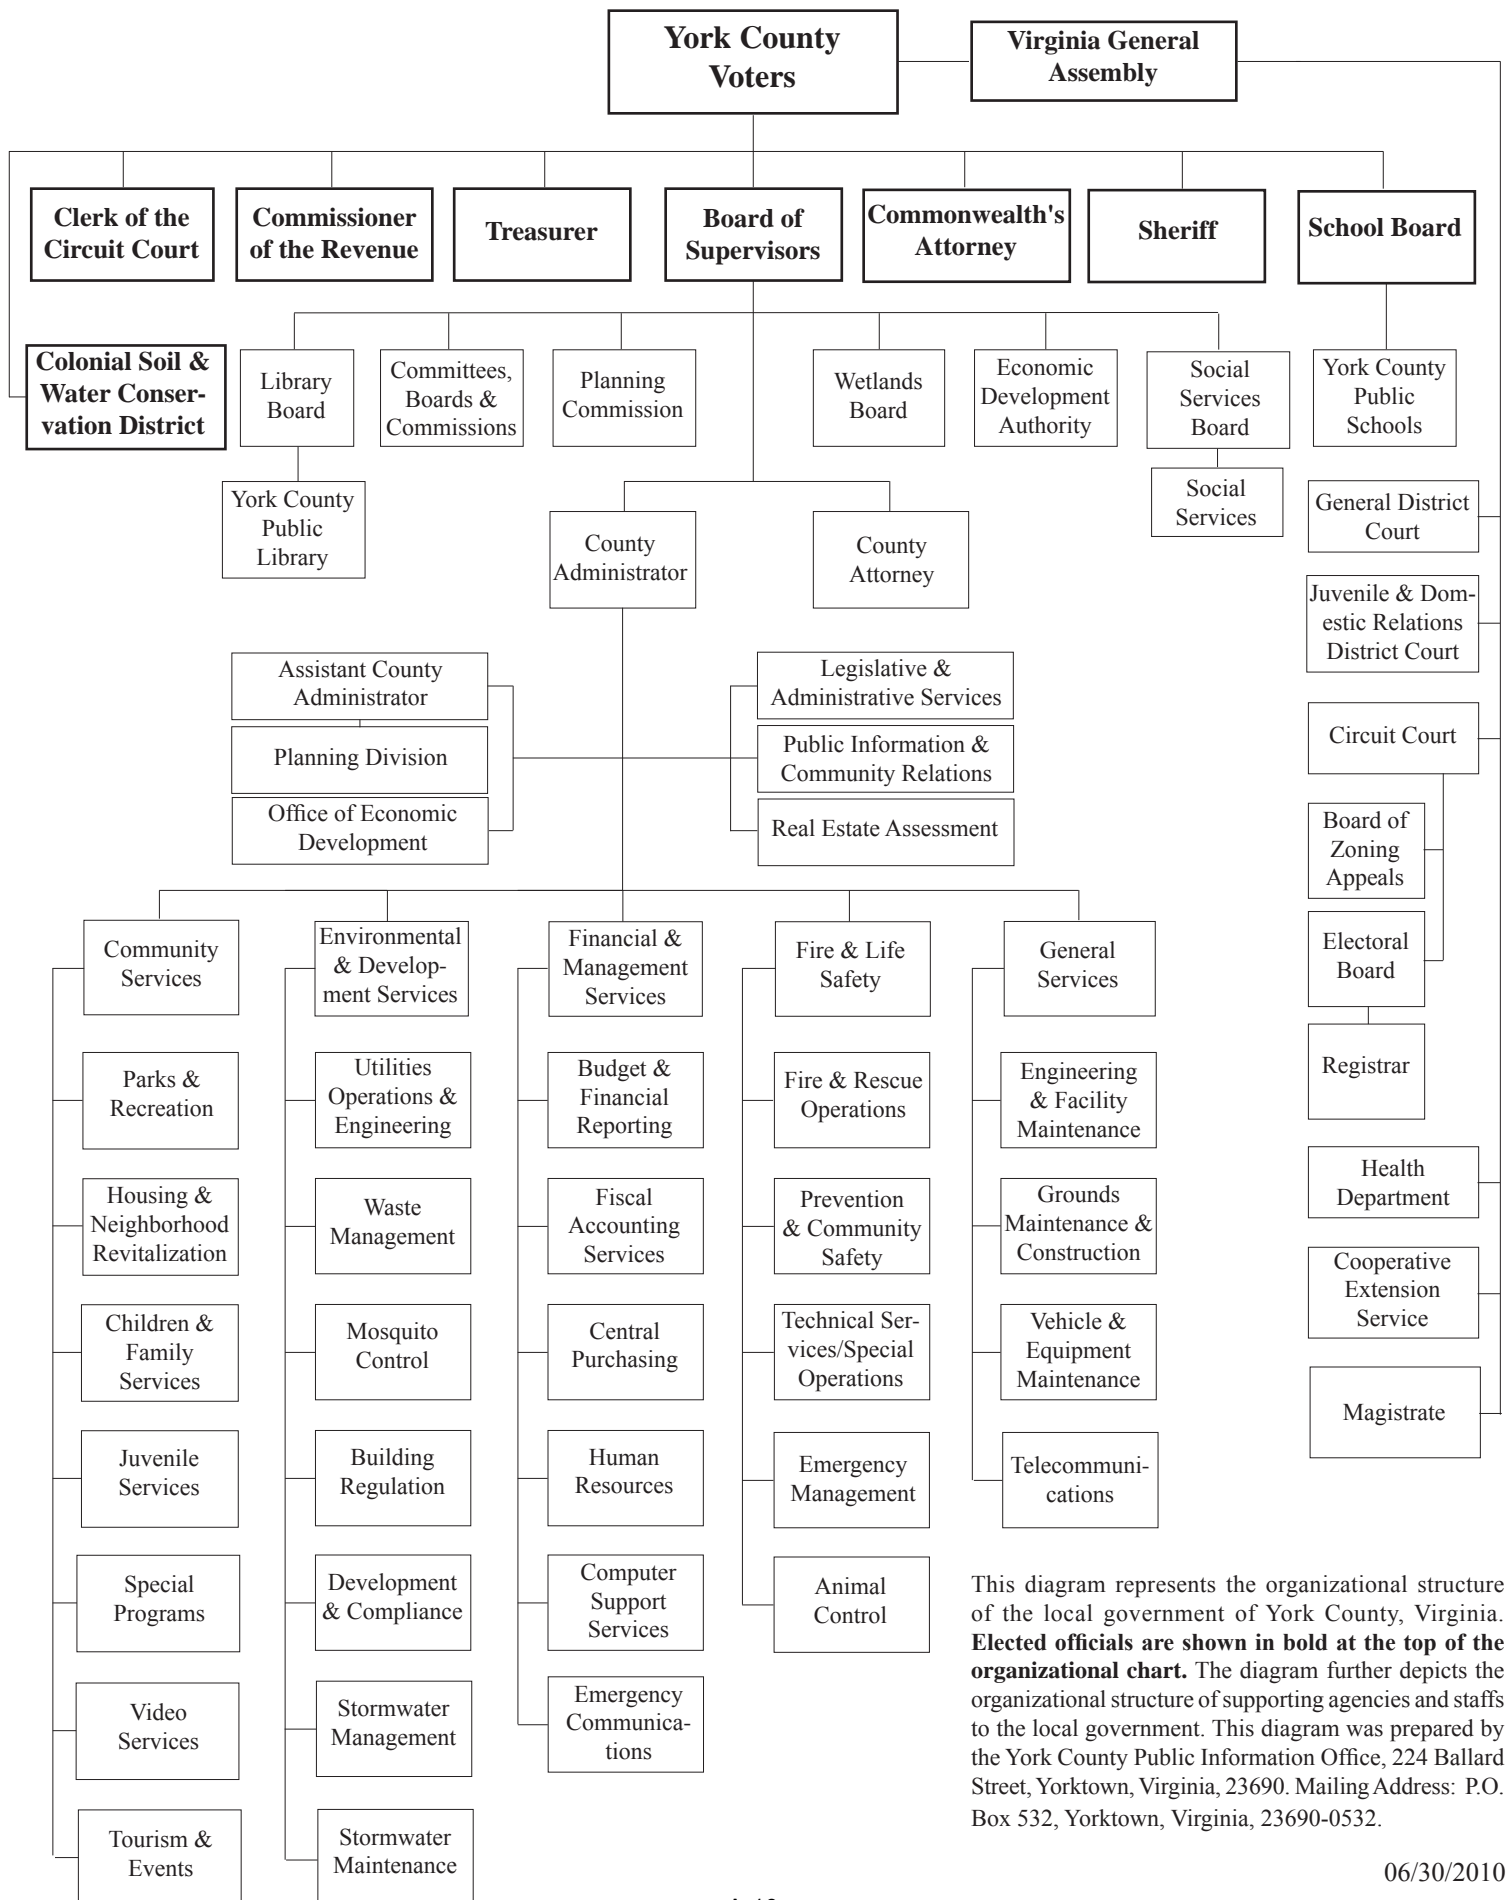 York County
Voters
Virginia General
Assembly
Clerk of the
Circuit Court
Commissioner
of the Revenue
Treasurer
Board of
Supervisors
Commonwealth's
Attorney
Sheriff
School Board
Colonial Soil &
Water Conser-
vation District
Library
Board
Committees,
Boards &
Commissions
Planning
Commission
Wetlands
Board
Economic
Development
Authority
Social
Services
Board
York County
Public
Schools
York County
Public
Library
Social
Services
County
Administrator
County
Attorney
General District
Court
Juvenile & Dom-
estic Relations
District Court
Circuit Court
Board of
Zoning
Appeals
Electoral
Board
Registrar
Health
Department
Cooperative
Extension
Service
Magistrate
Assistant County
Administrator
Planning Division
Office of Economic
Development
Legislative &
Administrative Services
Public Information &
Community Relations
Real Estate Assessment
Community
Services
Parks &
Recreation
Housing &
Neighborhood
Revitalization
Children &
Family
Services
Juvenile
Services
Special
Programs
Video
Services
Tourism &
Events
Environmental
& Develop-
ment Services
Utilities
Operations &
Engineering
Waste
Management
Mosquito
Control
Building
Regulation
Development
& Compliance
Stormwater
Management
Stormwater
Maintenance
Financial &
Management
Services
Budget &
Financial
Reporting
Fiscal
Accounting
Services
Central
Purchasing
Human
Resources
Computer
Support
Services
Emergency
Communica-
tions
Fire & Life
Safety
Fire & Rescue
Operations
Prevention
& Community
Safety
Technical Ser-
vices/Special
Operations
Emergency
Management
Animal
Control
General
Services
Engineering
& Facility
Maintenance
Grounds
Maintenance &
Construction
Vehicle &
Equipment
Maintenance
Telecommuni-
cations
This diagram represents the organizational structure
of the local government of York County, Virginia.
Elected officials are shown in bold at the top of the
organizational chart. The diagram further depicts the
organizational structure of supporting agencies and staffs
to the local government. This diagram was prepared by
the York County Public Information Office, 224 Ballard
Street, Yorktown, Virginia, 23690. Mailing Address: P.O.
Box 532, Yorktown, Virginia, 23690-0532.
06/30/2010